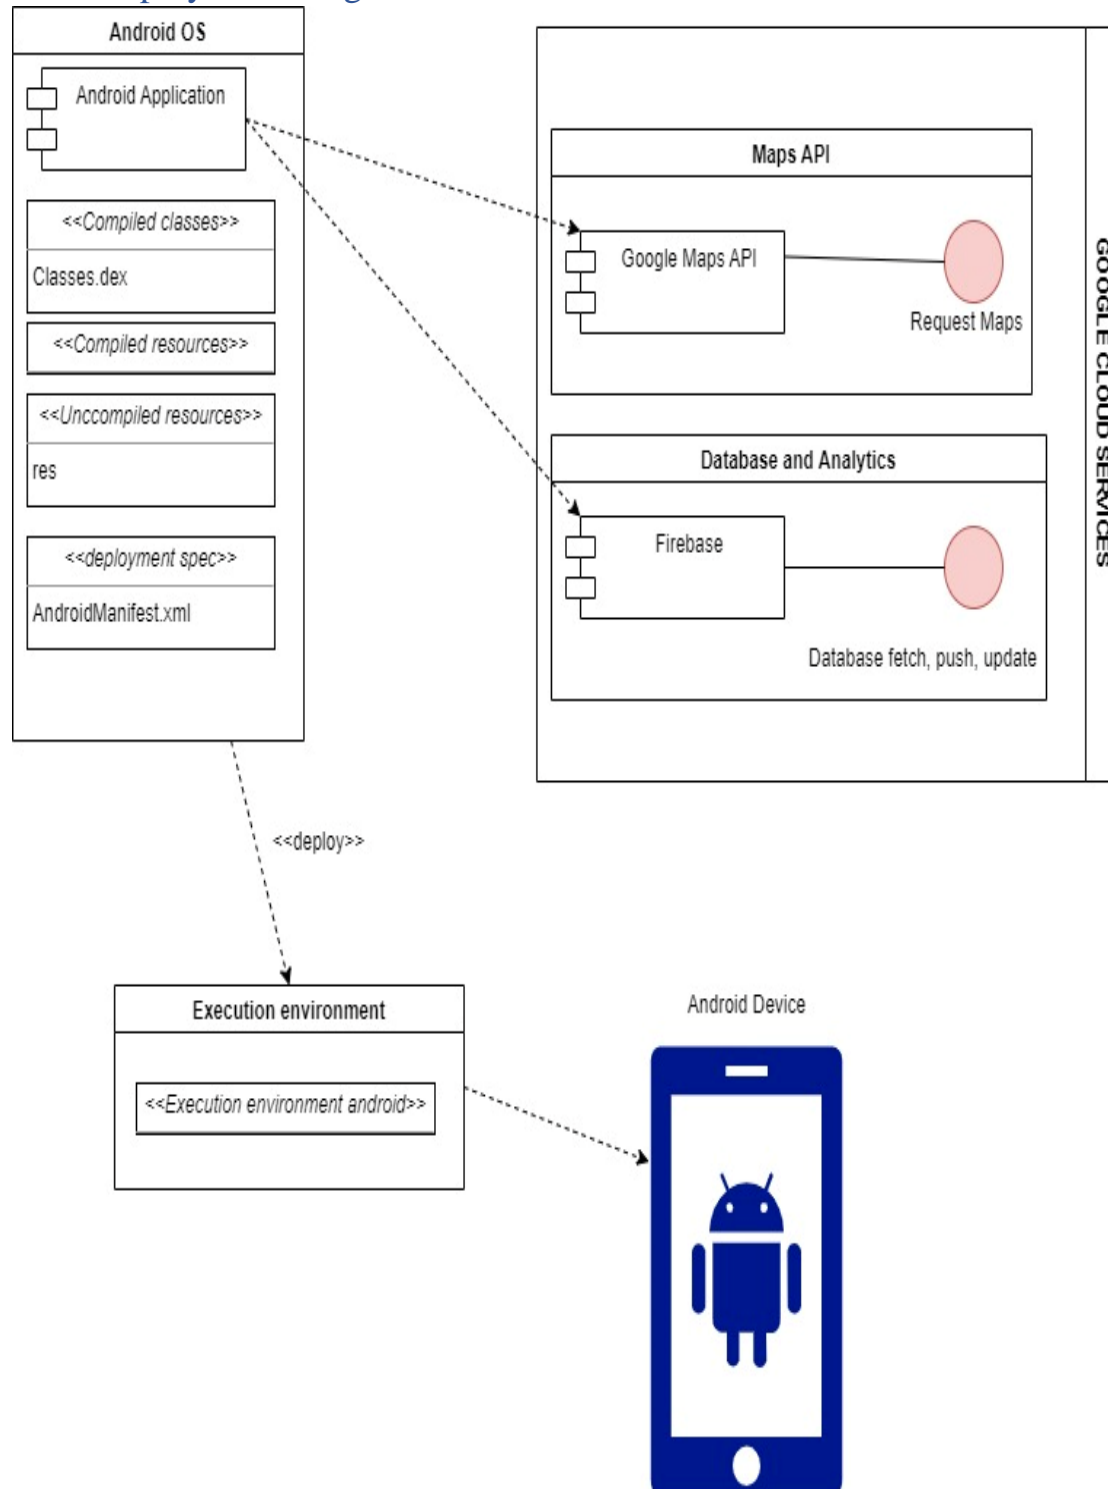 Android OS
Android Application
<<Compiled classes>>
Classes.dex
<<Compiled resources>>
<<Unccompiled resources>>
res
<<deployment spec>>
AndroidManifest.xml
Maps API
Google Maps API
Request Maps
Database and Analytics
Firebase
Database fetch, push, update
GOOGLE CLOUD SERVICES
<<deploy>>
Execution environment
<<Execution environment android>>
Android Device